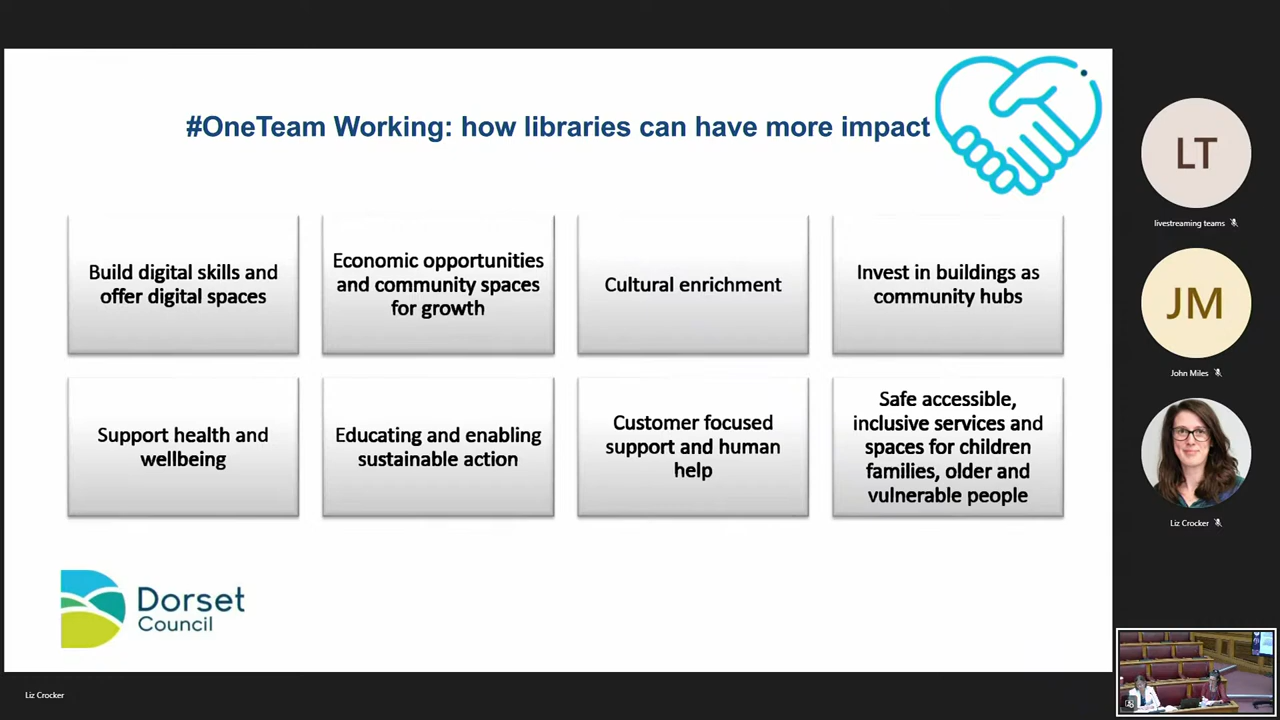 #OneTeam Working: how libraries can have more impact
Build digital skills and
offer digital spaces
Economic opportunities
and community spaces
for growth
Cultural enrichment
Invest in buildings as
community hubs
Support health and
wellbeing
Educating and enabling
sustainable action
Customer focused
support and human
help
Safe accessible,
inclusive services and
spaces for children
families, older and
vulnerable people
Dorset
Council
LT
livestreaming teams
JM
John Miles
Liz Crocker
Liz Crocker